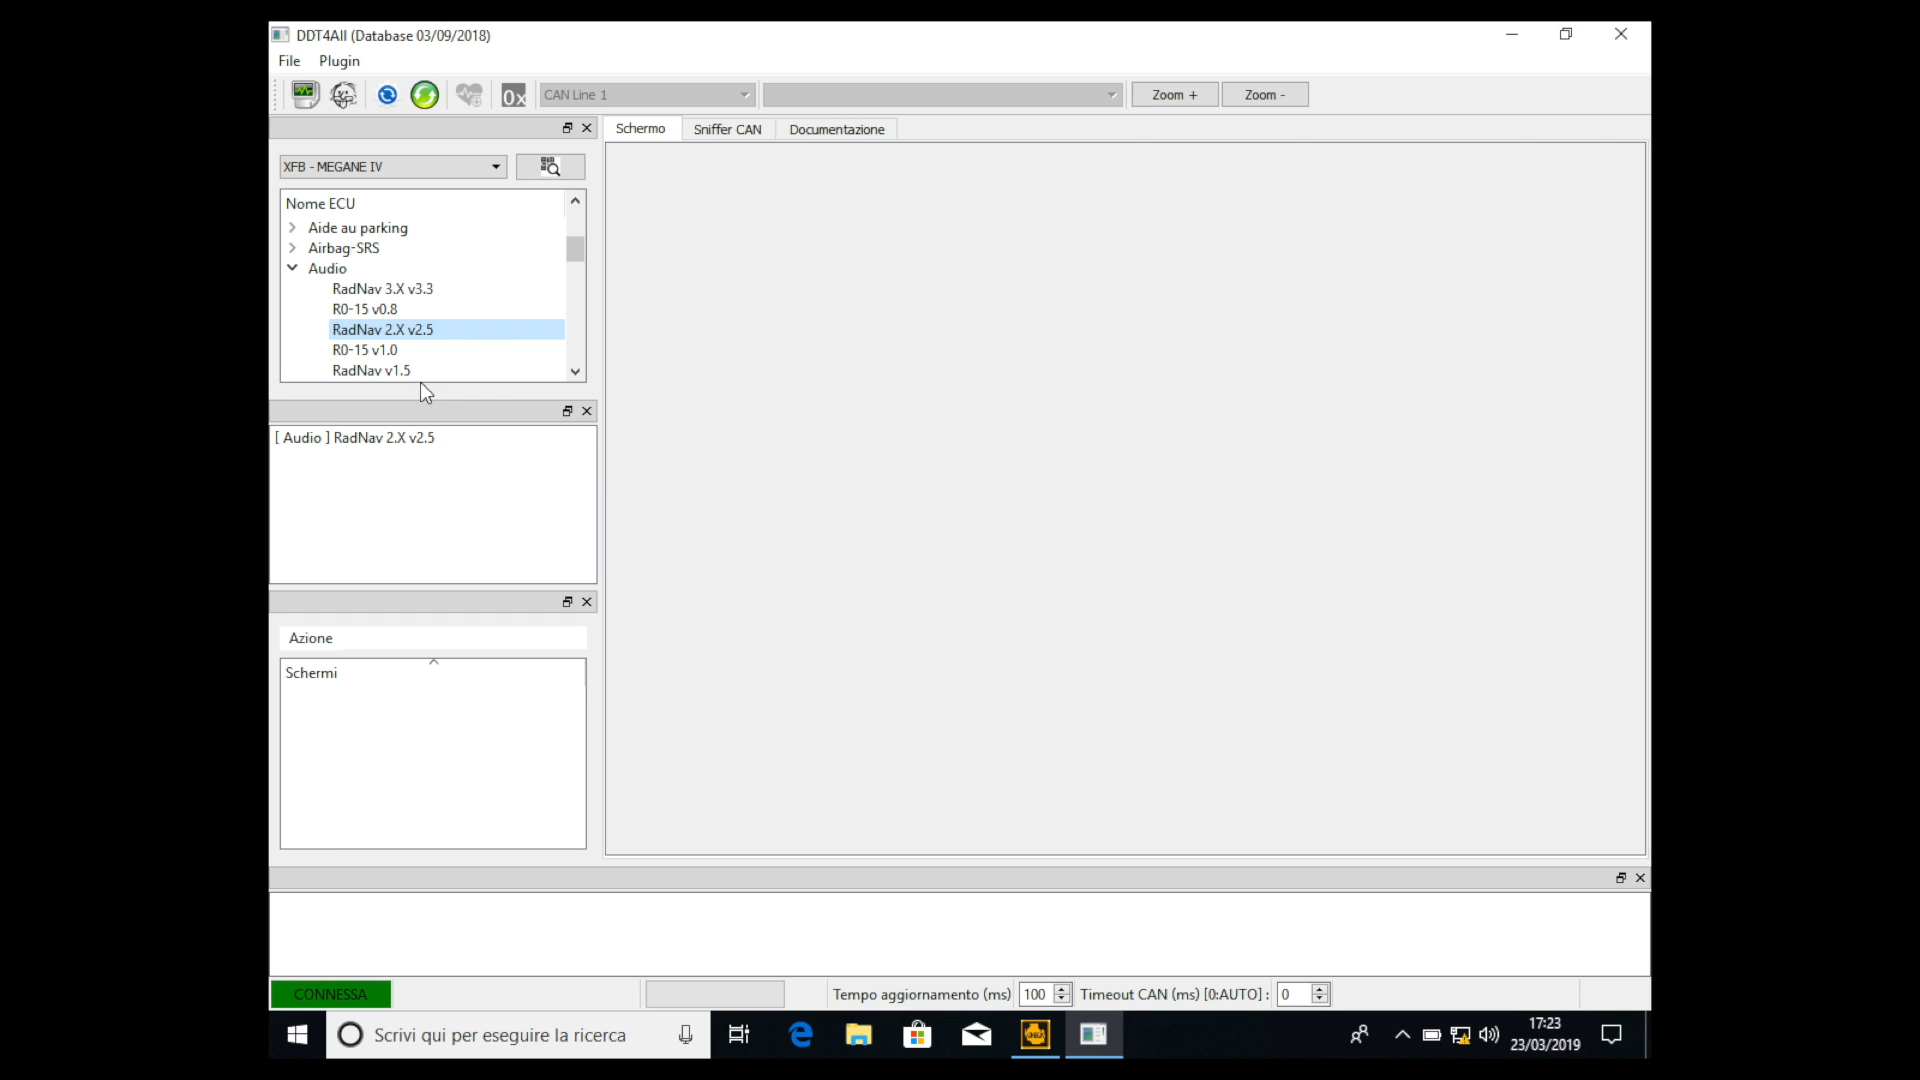 DDT4All (Database 03/09/2018)
File Plugin
0x CAN Line 1 Zoom + Zoom -
Schermo Sniffer CAN Documentazione
XFB - MEGANE IV
Nome ECU
Aide au parking
Airbag-SRS
Audio
RadNav 3.X v3.3
R0-15 v0.8
RadNav 2.X v2.5
R0-15 v1.0
RadNav v1.5
[ Audio ] RadNav 2.X v2.5
Azione
Schermi
CONNESSA Tempo aggiornamento (ms) 100 Timeout CAN (ms) [0:AUTO] : 0
Scrivi qui per eseguire la ricerca
17:23
23/03/2019